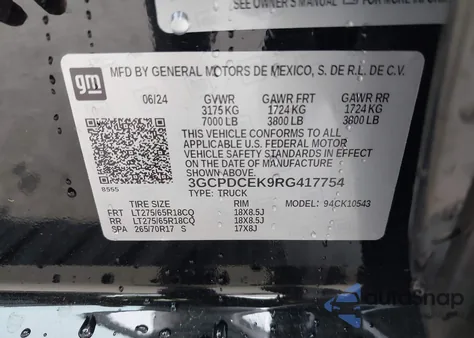 SEE OWNER'S MANUAL FOR MORE
gm
MFD BY GENERAL MOTORS DE MEXICO, S. DE R.L. DE C.V.
06/24 GVWR GAWR FRT GAWR RR
3175 KG 1724 KG 1724 KG
7000 LB 3800 LB 3800 LB
THIS VEHICLE CONFORMS TO ALL
APPLICABLE U.S. FEDERAL MOTOR
VEHICLE SAFETY STANDARDS IN
EFFECT ON THE DATE OF
MANUFACTURE SHOWN ABOVE.
3GCPDCEK9RG417754
TYPE: TRUCK MODEL: 94CK10543
TIRE SIZE RIM
FRT LT275/65R18CQ 18X8.5J
RR LT275/65R18CQ 18X8.5J
SPA 265/70R17 S 17X8J
AutoSnap